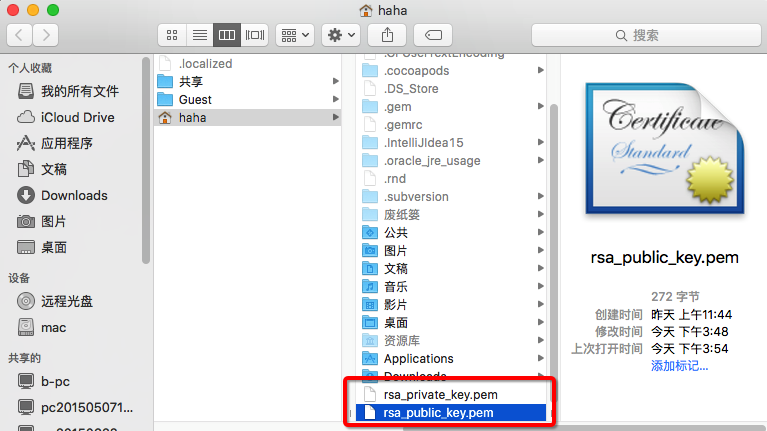 haha
搜索
个人收藏
我的所有文件
iCloud Drive
应用程序
文稿
Downloads
图片
桌面
设备
远程光盘
mac
共享的
b-pc
pc201505071...
.localized
共享
Guest
haha
.cocoapods
.DS_Store
.gem
.gemrc
.IntelliJIdea15
.oracle_jre_usage
.rnd
.subversion
废纸篓
公共
图片
文稿
音乐
影片
桌面
资源库
Applications
Downloads
rsa_private_key.pem
rsa_public_key.pem
Certificate
Standard
rsa_public_key.pem
272 字节
创建时间 昨天 上午11:44
修改时间 今天 下午3:48
上次打开时间 今天 下午3:54
添加标记...